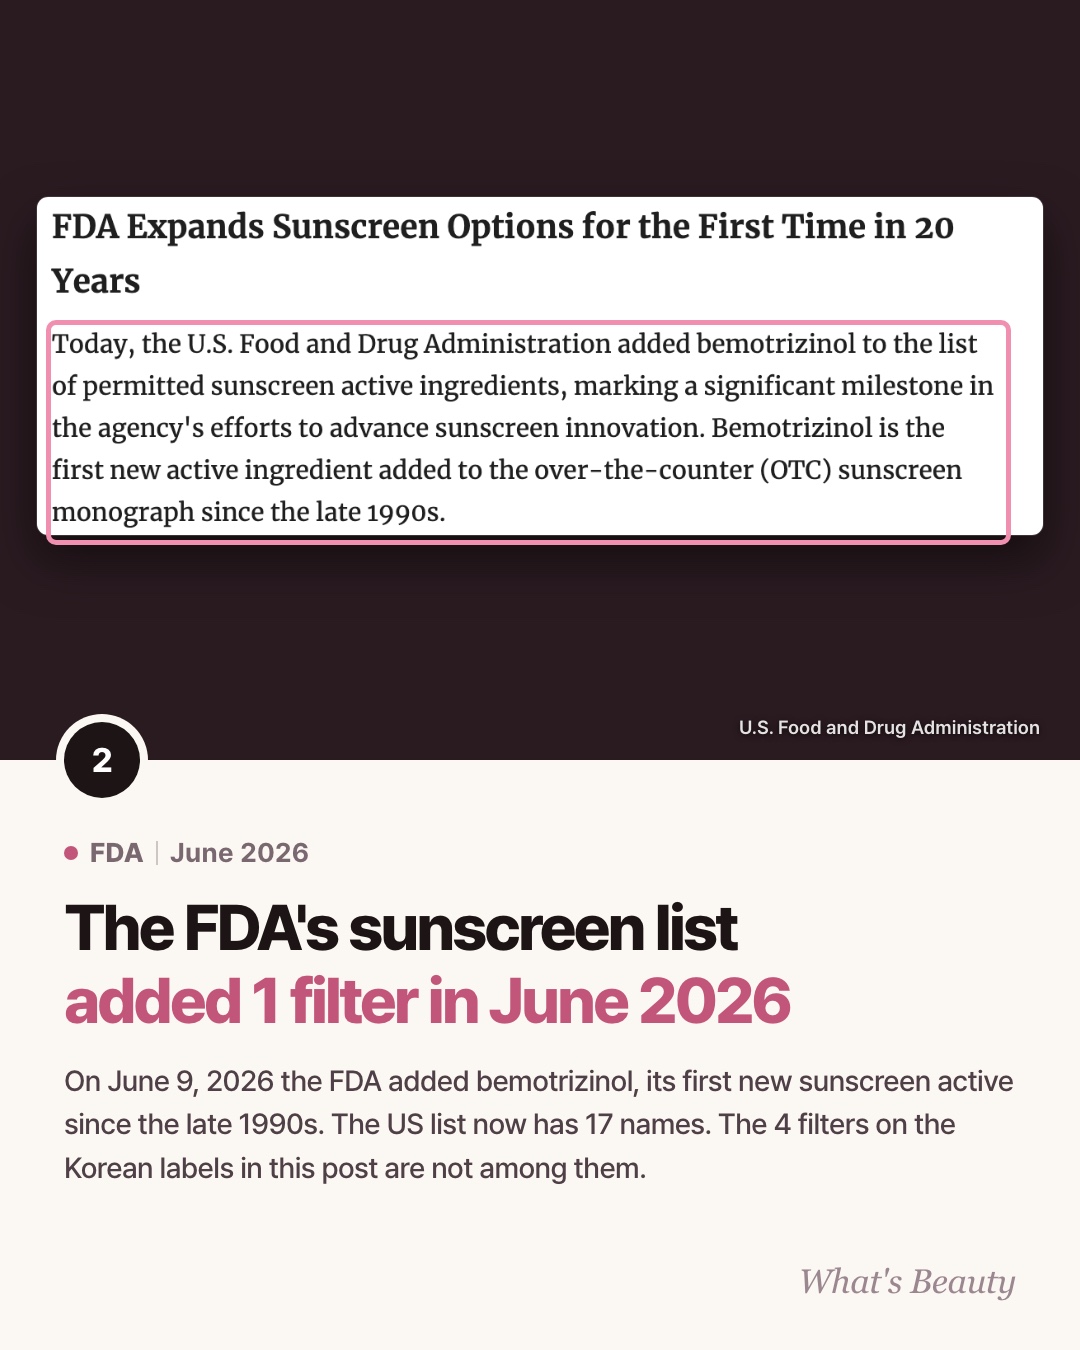 FDA Expands Sunscreen Options for the First Time in 20
Years
Today, the U.S. Food and Drug Administration added bemotrizinol to the list
of permitted sunscreen active ingredients, marking a significant milestone in
the agency's efforts to advance sunscreen innovation. Bemotrizinol is the
first new active ingredient added to the over-the-counter (OTC) sunscreen
monograph since the late 1990s.
U.S. Food and Drug Administration
2
FDA | June 2026
The FDA's sunscreen list
added 1 filter in June 2026
On June 9, 2026 the FDA added bemotrizinol, its first new sunscreen active
since the late 1990s. The US list now has 17 names. The 4 filters on the
Korean labels in this post are not among them.
What's Beauty